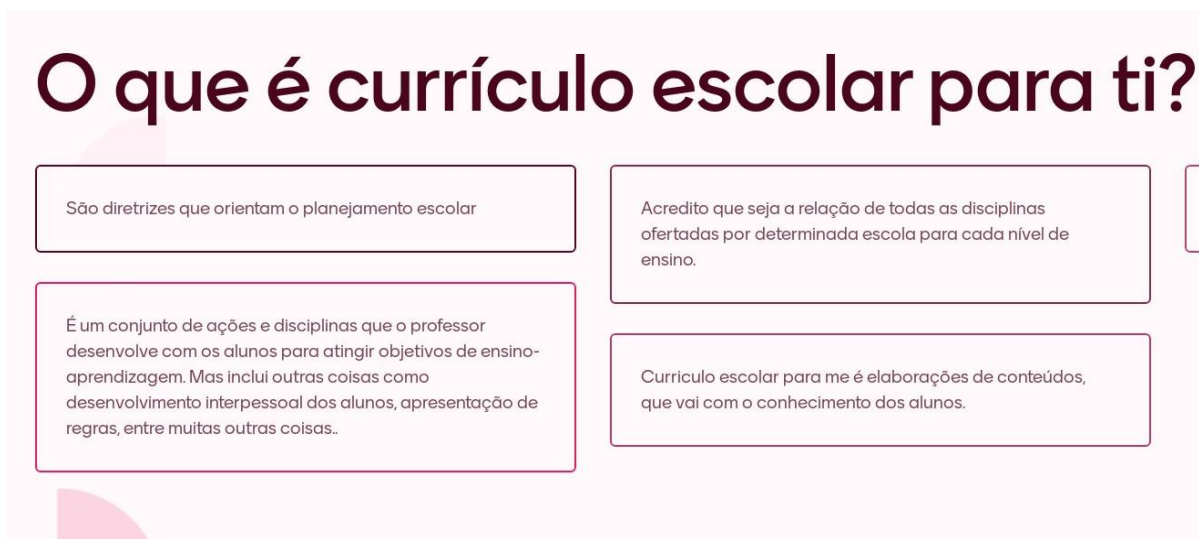 O que é currículo escolar para ti?
São diretrizes que orientam o planejamento escolar
É um conjunto de ações e disciplinas que o professor
desenvolve com os alunos para atingir objetivos de ensino-
aprendizagem. Mas inclui outras coisas como
desenvolvimento interpessoal dos alunos, apresentação de
regras, entre muitas outras coisas..
Acredito que seja a relação de todas as disciplinas
ofertadas por determinada escola para cada nível de
ensino.
Curriculo escolar para me é elaborações de conteúdos,
que vai com o conhecimento dos alunos.